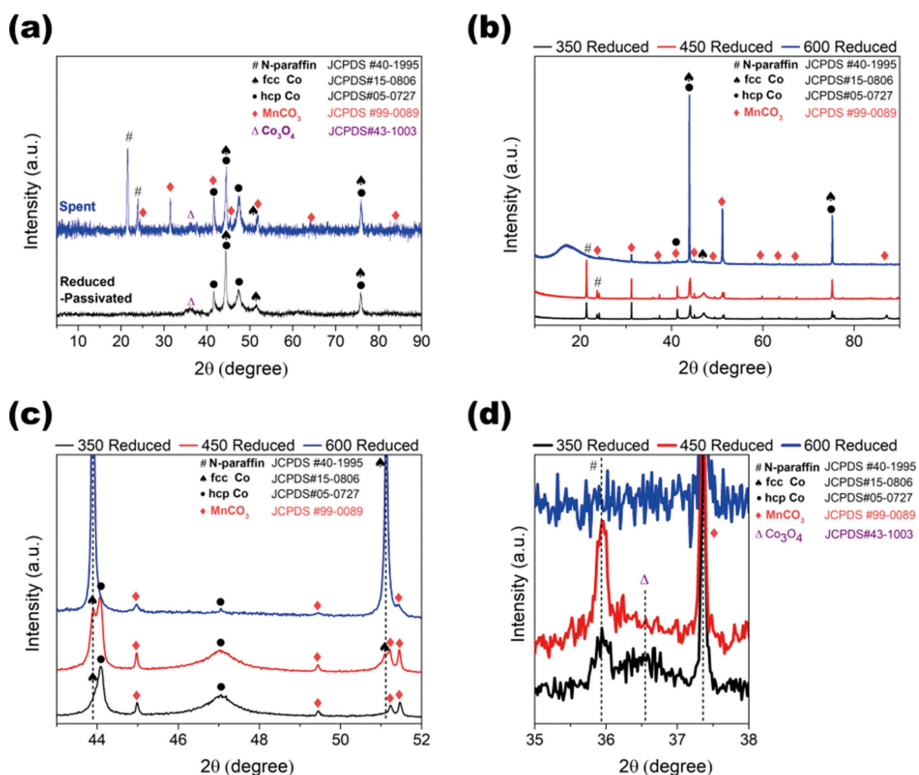 (a)
# N-paraffin JCPDS #40-1995
♠ fcc Co JCPDS#15-0806
● hcp Co JCPDS#05-0727
♦ MnCO₃ JCPDS #99-0089
Δ Co₃O₄ JCPDS#43-1003
#
#
Spent
Δ
Reduced
-Passivated
Δ
Intensity (a.u.)
5 10 15 20 25 30 35 40 45 50 55 60 65 70 75 80 85 90
2θ (degree)
(b)
350 Reduced 450 Reduced 600 Reduced
# N-paraffin JCPDS #40-1995
♠ fcc Co JCPDS#15-0806
● hcp Co JCPDS#05-0727
♦ MnCO₃ JCPDS #99-0089
#
#
Intensity (a.u.)
20 40 60 80
2θ (degree)
(c)
350 Reduced 450 Reduced 600 Reduced
# N-paraffin JCPDS #40-1995
♠ fcc Co JCPDS#15-0806
● hcp Co JCPDS#05-0727
♦ MnCO₃ JCPDS #99-0089
Intensity (a.u.)
44 46 48 50 52
2θ (degree)
(d)
350 Reduced 450 Reduced 600 Reduced
# N-paraffin JCPDS #40-1995
♠ fcc Co JCPDS#15-0806
● hcp Co JCPDS#05-0727
♦ MnCO₃ JCPDS #99-0089
Δ Co₃O₄ JCPDS#43-1003
#
Δ
Intensity (a.u.)
35 36 37 38
2θ (degree)